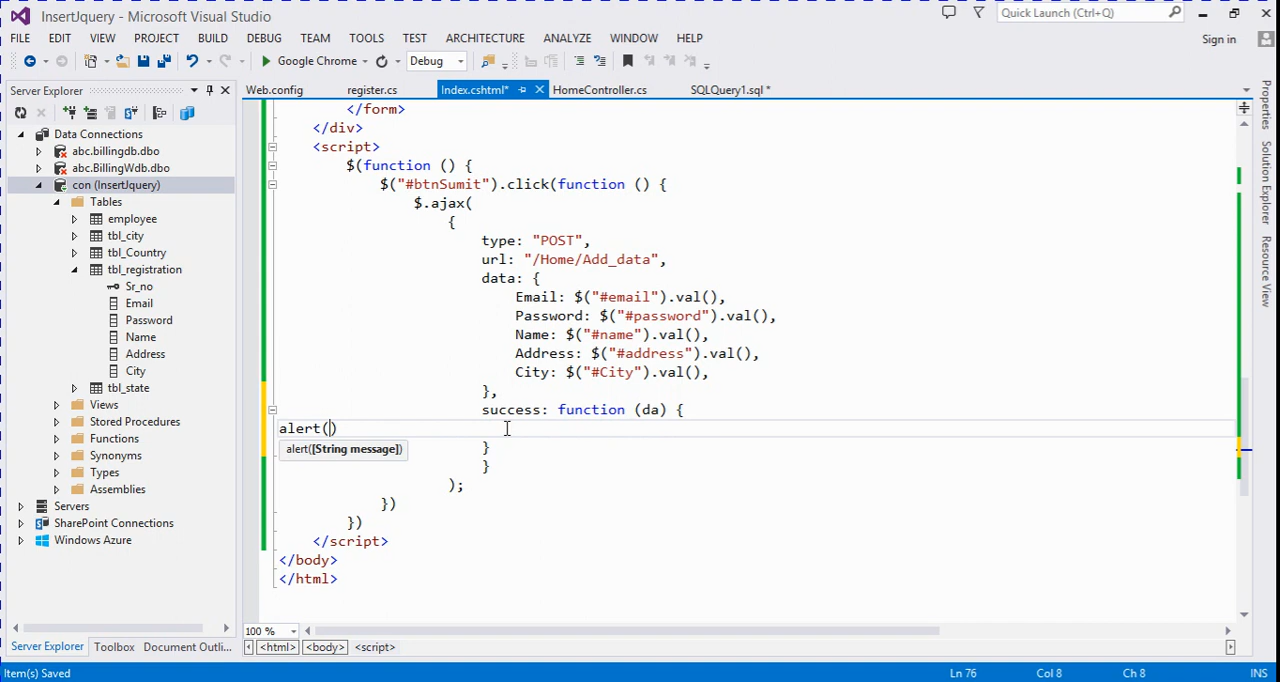 InsertJquery - Microsoft Visual Studio
Quick Launch (Ctrl+Q)
FILE EDIT VIEW PROJECT BUILD DEBUG TEAM TOOLS TEST ARCHITECTURE ANALYZE WINDOW HELP
Sign in
Google Chrome
Debug
Server Explorer
Web.config
register.cs
Index.cshtml*
HomeController.cs
SQLQuery1.sql *
Data Connections
abc.billingdb.dbo
abc.BillingWdb.dbo
con (InsertJquery)
Tables
employee
tbl_city
tbl_Country
tbl_registration
Sr_no
Email
Password
Name
Address
City
tbl_state
Views
Stored Procedures
Functions
Synonyms
Types
Assemblies
Servers
SharePoint Connections
Windows Azure
Server Explorer
Toolbox
Document Outli...
</form>
</div>
<script>
$(function () {
$("#btnSumit").click(function () {
$.ajax(
{
type: "POST",
url: "/Home/Add_data",
data: {
Email: $("#email").val(),
Password: $("#password").val(),
Name: $("#name").val(),
Address: $("#address").val(),
City: $("#City").val(),
},
success: function (da) {
alert()
alert([String message])
}
}
);
})
})
</script>
</body>
</html>
100 %
<html>
<body>
<script>
Properties
Solution Explorer
Resource View
Item(s) Saved
Ln 76
Col 8
Ch 8
INS